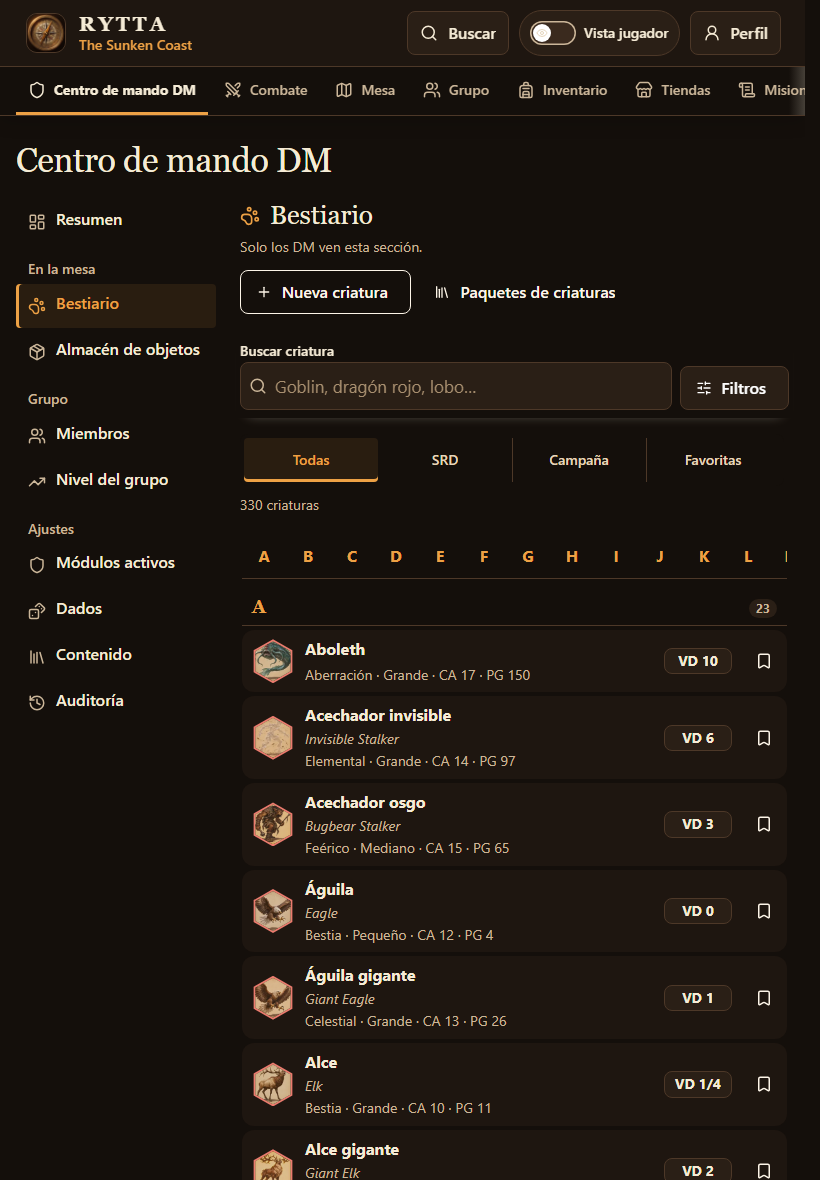 RYTTA
The Sunken Coast
Buscar
Vista jugador
Perfil
Centro de mando DM
Combate
Mesa
Grupo
Inventario
Tiendas
Centro de mando DM
Resumen
En la mesa
Bestiario
Almacén de objetos
Grupo
Miembros
Nivel del grupo
Ajustes
Módulos activos
Dados
Contenido
Auditoría
Bestiario
Solo los DM ven esta sección.
Nueva criatura
Paquetes de criaturas
Buscar criatura
Goblin, dragón rojo, lobo...
Filtros
Todas
SRD
Campaña
Favoritas
330 criaturas
A B C D E F G H I J K L
A
23
Aboleth
Aberración · Grande · CA 17 · PG 150
VD 10
Acechador invisible
Invisible Stalker
Elemental · Grande · CA 14 · PG 97
VD 6
Acechador osgo
Bugbear Stalker
Feérico · Mediano · CA 15 · PG 65
VD 3
Águila
Eagle
Bestia · Pequeño · CA 12 · PG 4
VD 0
Águila gigante
Giant Eagle
Celestial · Grande · CA 13 · PG 26
VD 1
Alce
Elk
Bestia · Grande · CA 10 · PG 11
VD 1/4
Alce gigante
Giant Elk
VD 2